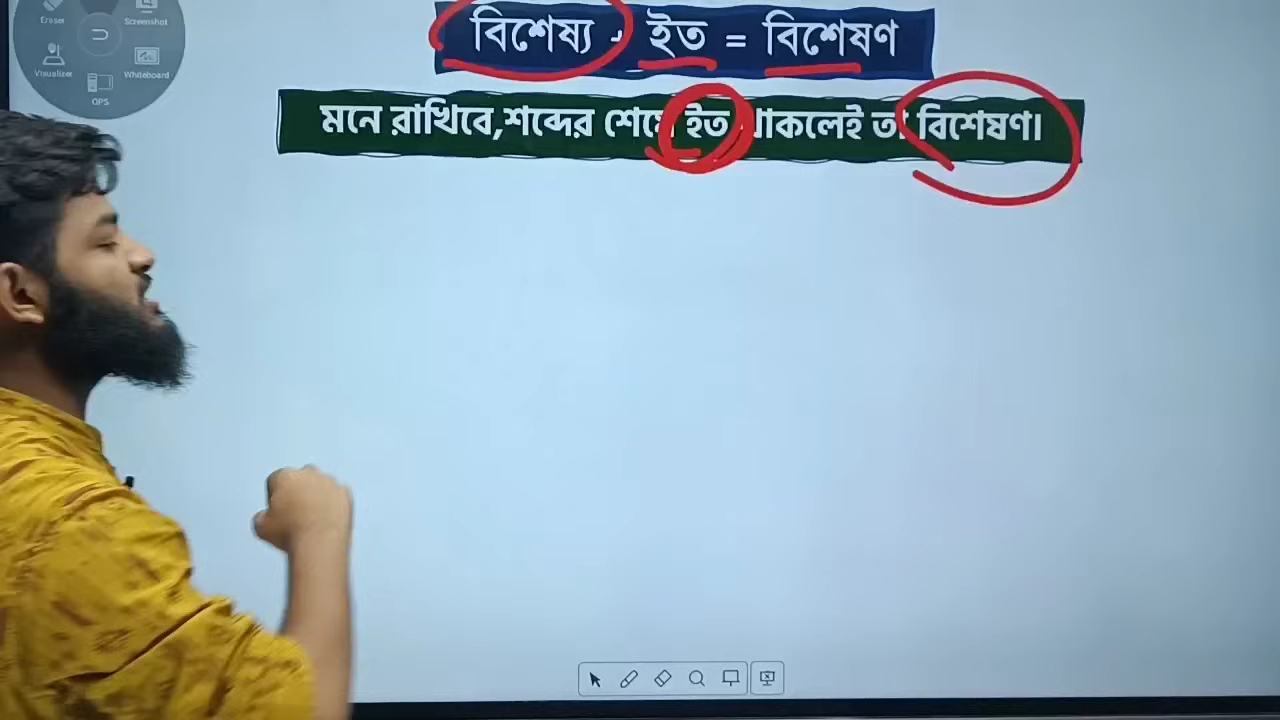 Eraser
Screenshot
Visualizer
Whiteboard
OPS
বিশেষ্য + ইত = বিশেষণ
মনে রাখিবে,শব্দের শেষে ইত থাকলেই তা বিশেষণ।